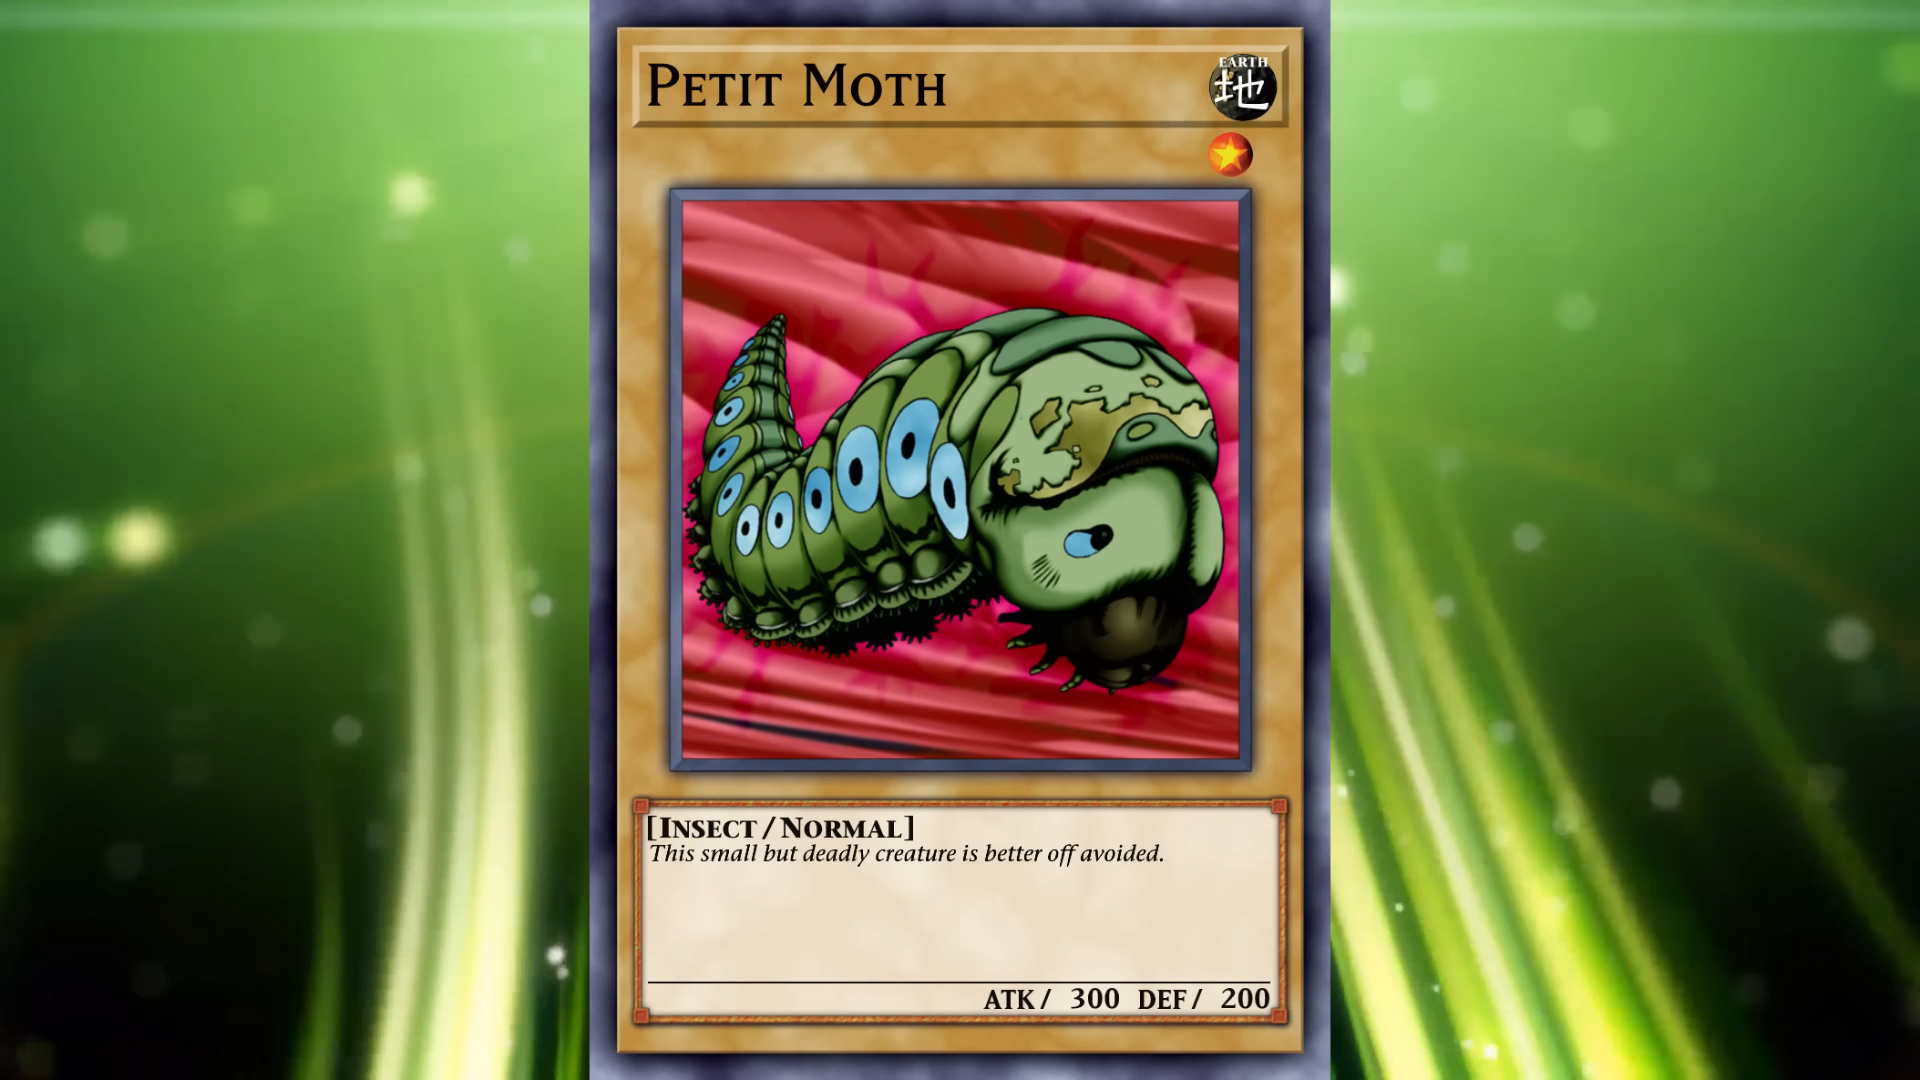 Petit Moth
EARTH
地
[Insect / Normal]
This small but deadly creature is better off avoided.
ATK / 300 DEF / 200